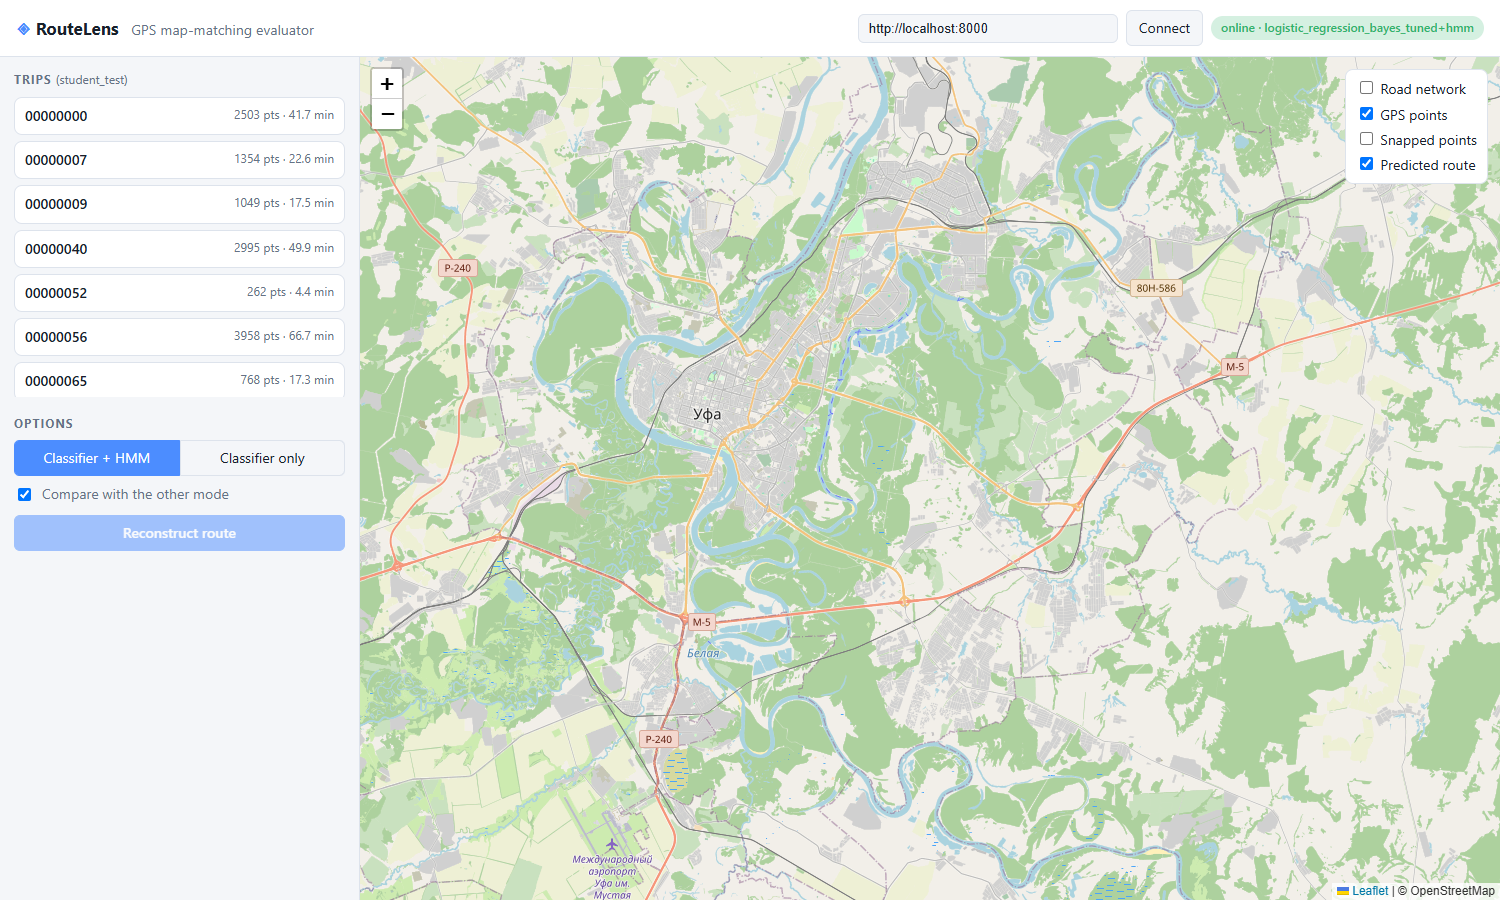 RouteLens GPS map-matching evaluator
http://localhost:8000 Connect online · logistic_regression_bayes_tuned+hmm
TRIPS (student_test)
00000000 2503 pts · 41.7 min
00000007 1354 pts · 22.6 min
00000009 1049 pts · 17.5 min
00000040 2995 pts · 49.9 min
00000052 262 pts · 4.4 min
00000056 3958 pts · 66.7 min
00000065 768 pts · 17.3 min
OPTIONS
Classifier + HMM Classifier only
Compare with the other mode
Reconstruct route
+
−
Road network
GPS points
Snapped points
Predicted route
P-240
80H-586
M-5
Уфа
M-5
Белая
P-240
Международный
аэропорт
Уфа им.
Мустая
Leaflet | © OpenStreetMap